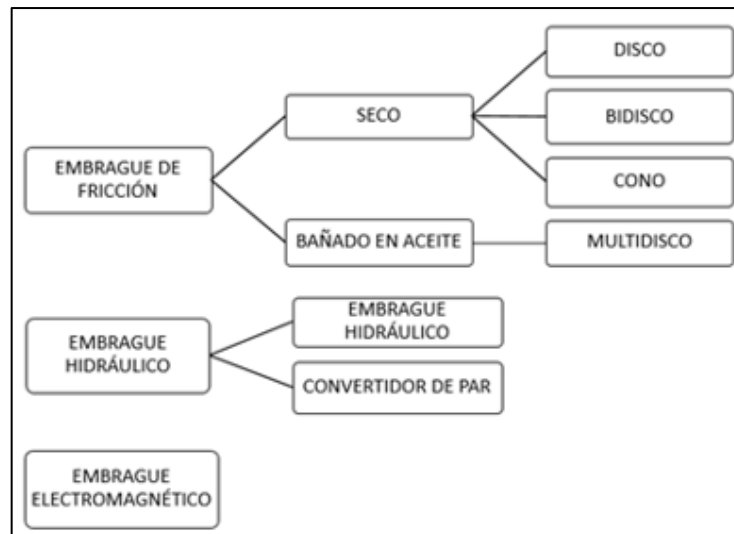 EMBRAGUE DE
FRICCIÓN
SECO
DISCO
BIDISCO
CONO
BAÑADO EN ACEITE
MULTIDISCO
EMBRAGUE
HIDRÁULICO
EMBRAGUE
HIDRÁULICO
CONVERTIDOR DE PAR
EMBRAGUE
ELECTROMAGNÉTICO